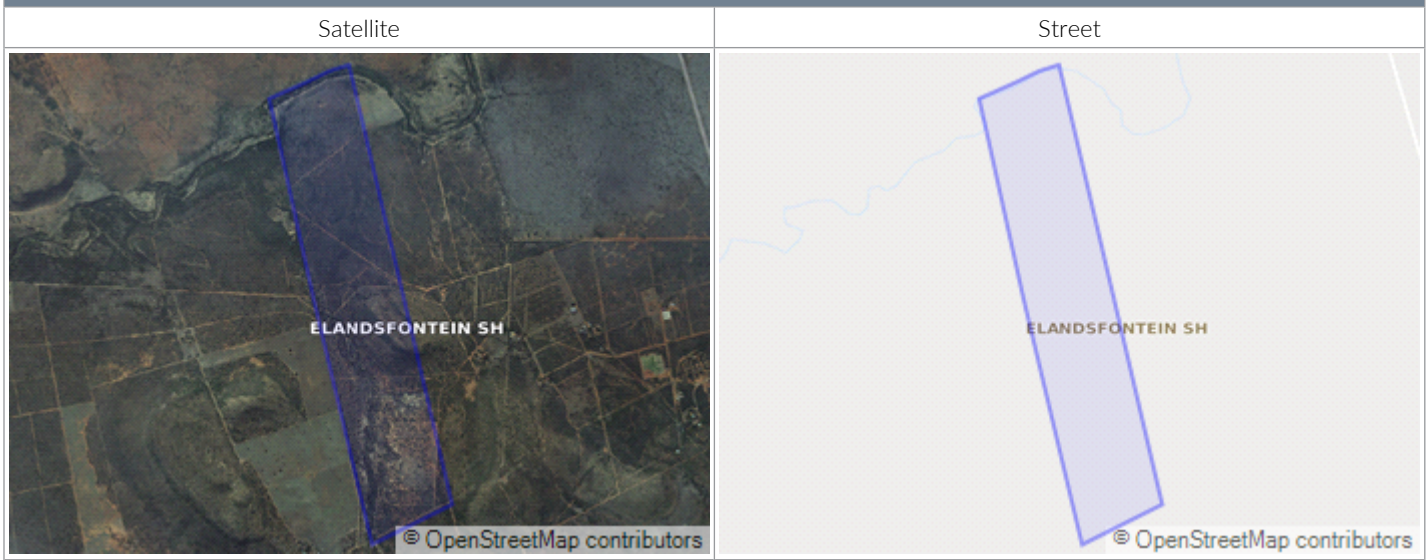 Satellite
Street
ELANDSFONTEIN SH
ELANDSFONTEIN SH
© OpenStreetMap contributors
© OpenStreetMap contributors